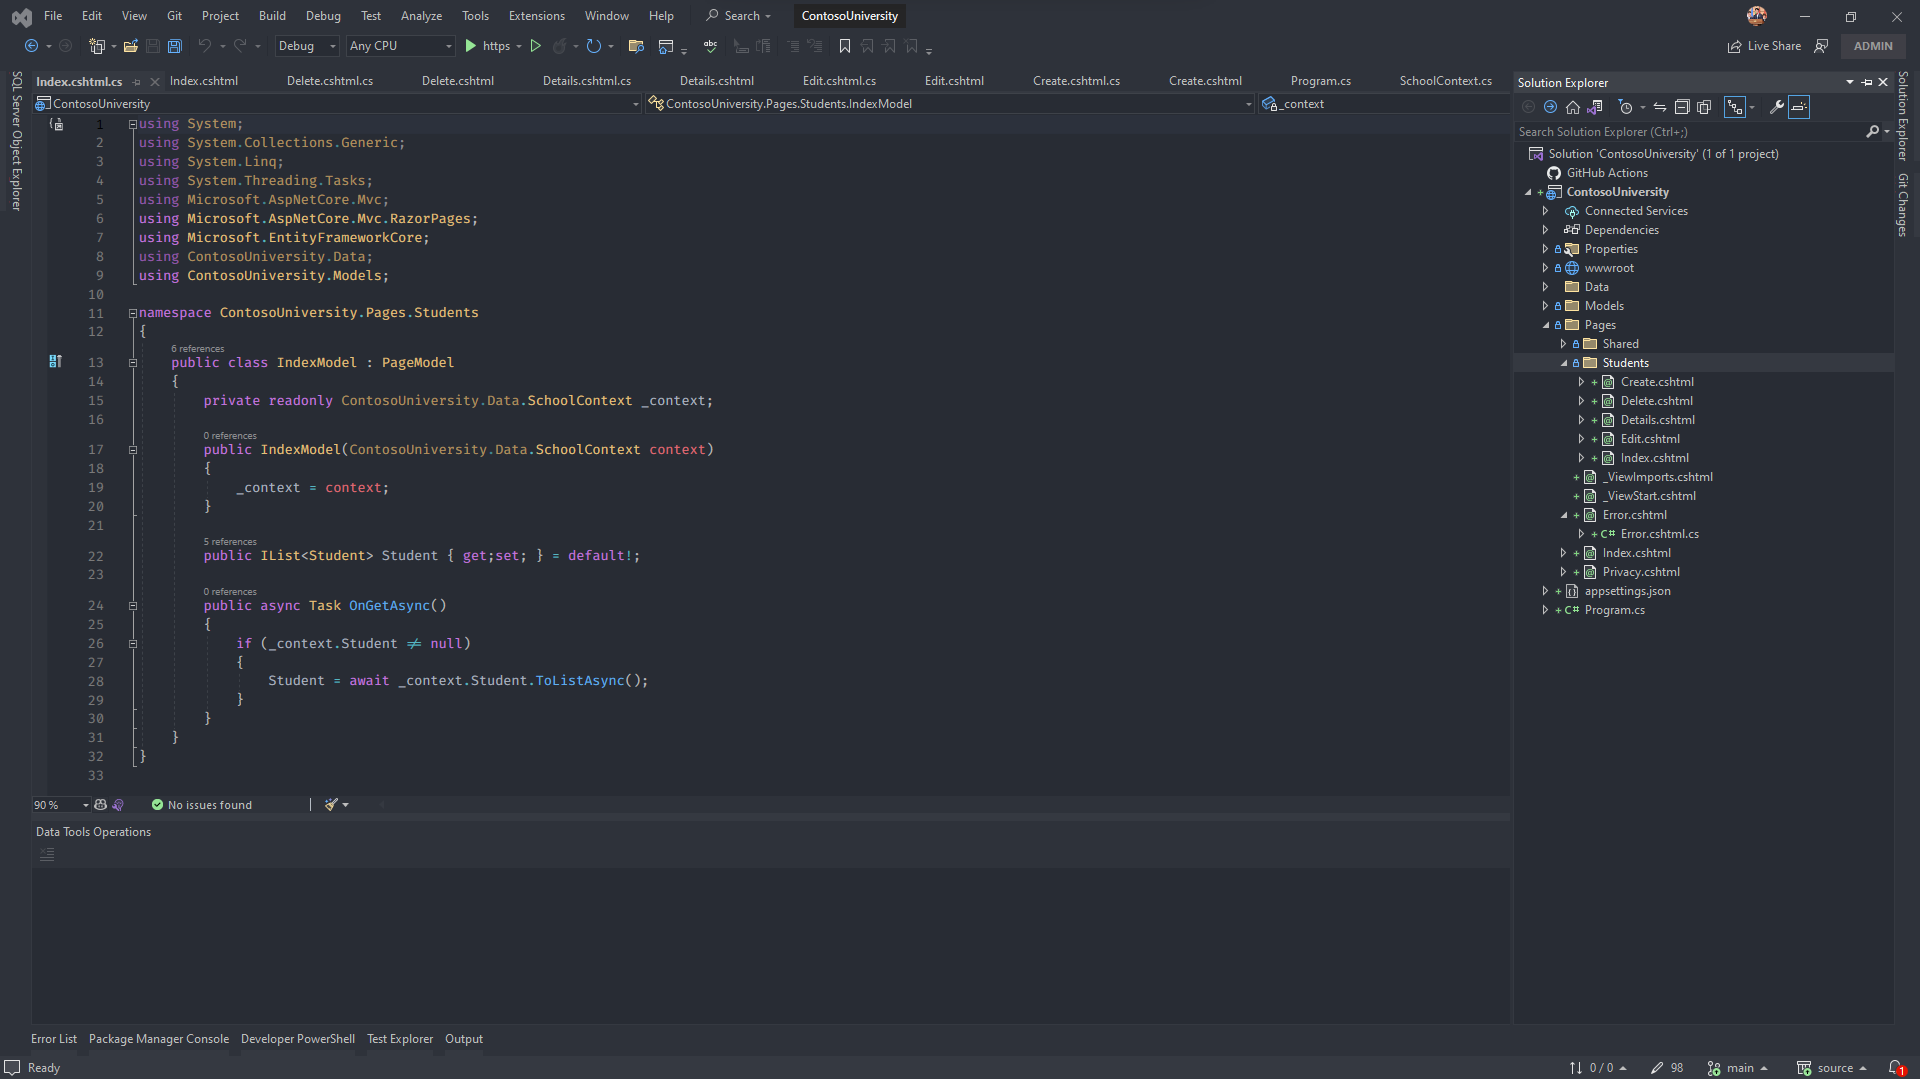 File Edit View Git Project Build Debug Test Analyze Tools Extensions Window Help Search ContosoUniversity
Debug Any CPU https Live Share ADMIN
SQL Server Object Explorer
Index.cshtml.cs Index.cshtml Delete.cshtml.cs Delete.cshtml Details.cshtml.cs Details.cshtml Edit.cshtml.cs Edit.cshtml Create.cshtml.cs Create.cshtml Program.cs SchoolContext.cs
ContosoUniversity ContosoUniversity.Pages.Students.IndexModel _context
1 using System;
2 using System.Collections.Generic;
3 using System.Linq;
4 using System.Threading.Tasks;
5 using Microsoft.AspNetCore.Mvc;
6 using Microsoft.AspNetCore.Mvc.RazorPages;
7 using Microsoft.EntityFrameworkCore;
8 using ContosoUniversity.Data;
9 using ContosoUniversity.Models;
10
11 namespace ContosoUniversity.Pages.Students
12 {
6 references
13 public class IndexModel : PageModel
14 {
15 private readonly ContosoUniversity.Data.SchoolContext _context;
16
0 references
17 public IndexModel(ContosoUniversity.Data.SchoolContext context)
18 {
19 _context = context;
20 }
21
5 references
22 public IList<Student> Student { get;set; } = default!;
23
0 references
24 public async Task OnGetAsync()
25 {
26 if (_context.Student ≠ null)
27 {
28 Student = await _context.Student.ToListAsync();
29 }
30 }
31 }
32 }
33
90 % No issues found
Data Tools Operations
Error List Package Manager Console Developer PowerShell Test Explorer Output
Ready 0 / 0 98 main source 1
Solution Explorer
Search Solution Explorer (Ctrl+;)
Solution 'ContosoUniversity' (1 of 1 project)
GitHub Actions
ContosoUniversity
Connected Services
Dependencies
Properties
wwwroot
Data
Models
Pages
Shared
Students
Create.cshtml
Delete.cshtml
Details.cshtml
Edit.cshtml
Index.cshtml
_ViewImports.cshtml
_ViewStart.cshtml
Error.cshtml
C# Error.cshtml.cs
Index.cshtml
Privacy.cshtml
appsettings.json
C# Program.cs
Solution Explorer
Git Changes